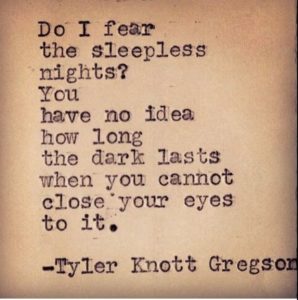 Do I fear
the sleepless
nights?
You
have no idea
how long
the dark lasts
when you cannot
close your eyes
to it.
-Tyler Knott Gregson